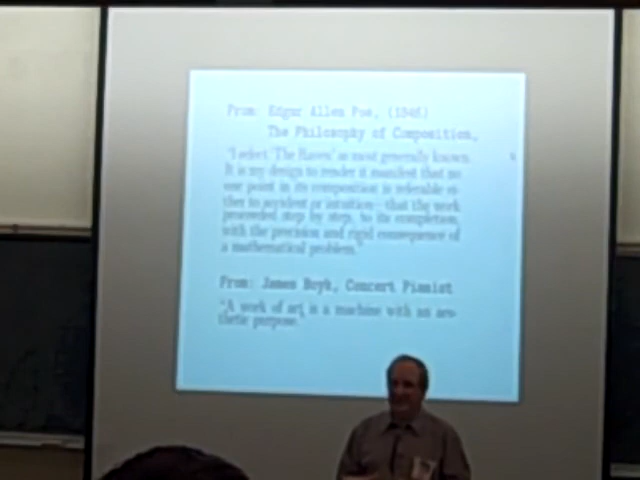 From: Edgar Allen Poe, (1846)
The Philosophy of Composition,
"I select 'The Raven' as most generally known.
It is my design to render it manifest that no
one point in its composition is referable ei-
ther to accident or intuition—that the work
proceeded step by step, to its completion
with the precision and rigid consequence of
a mathematical problem."
From: James Boyk, Concert Pianist
"A work of art is a machine with an aes-
thetic purpose.